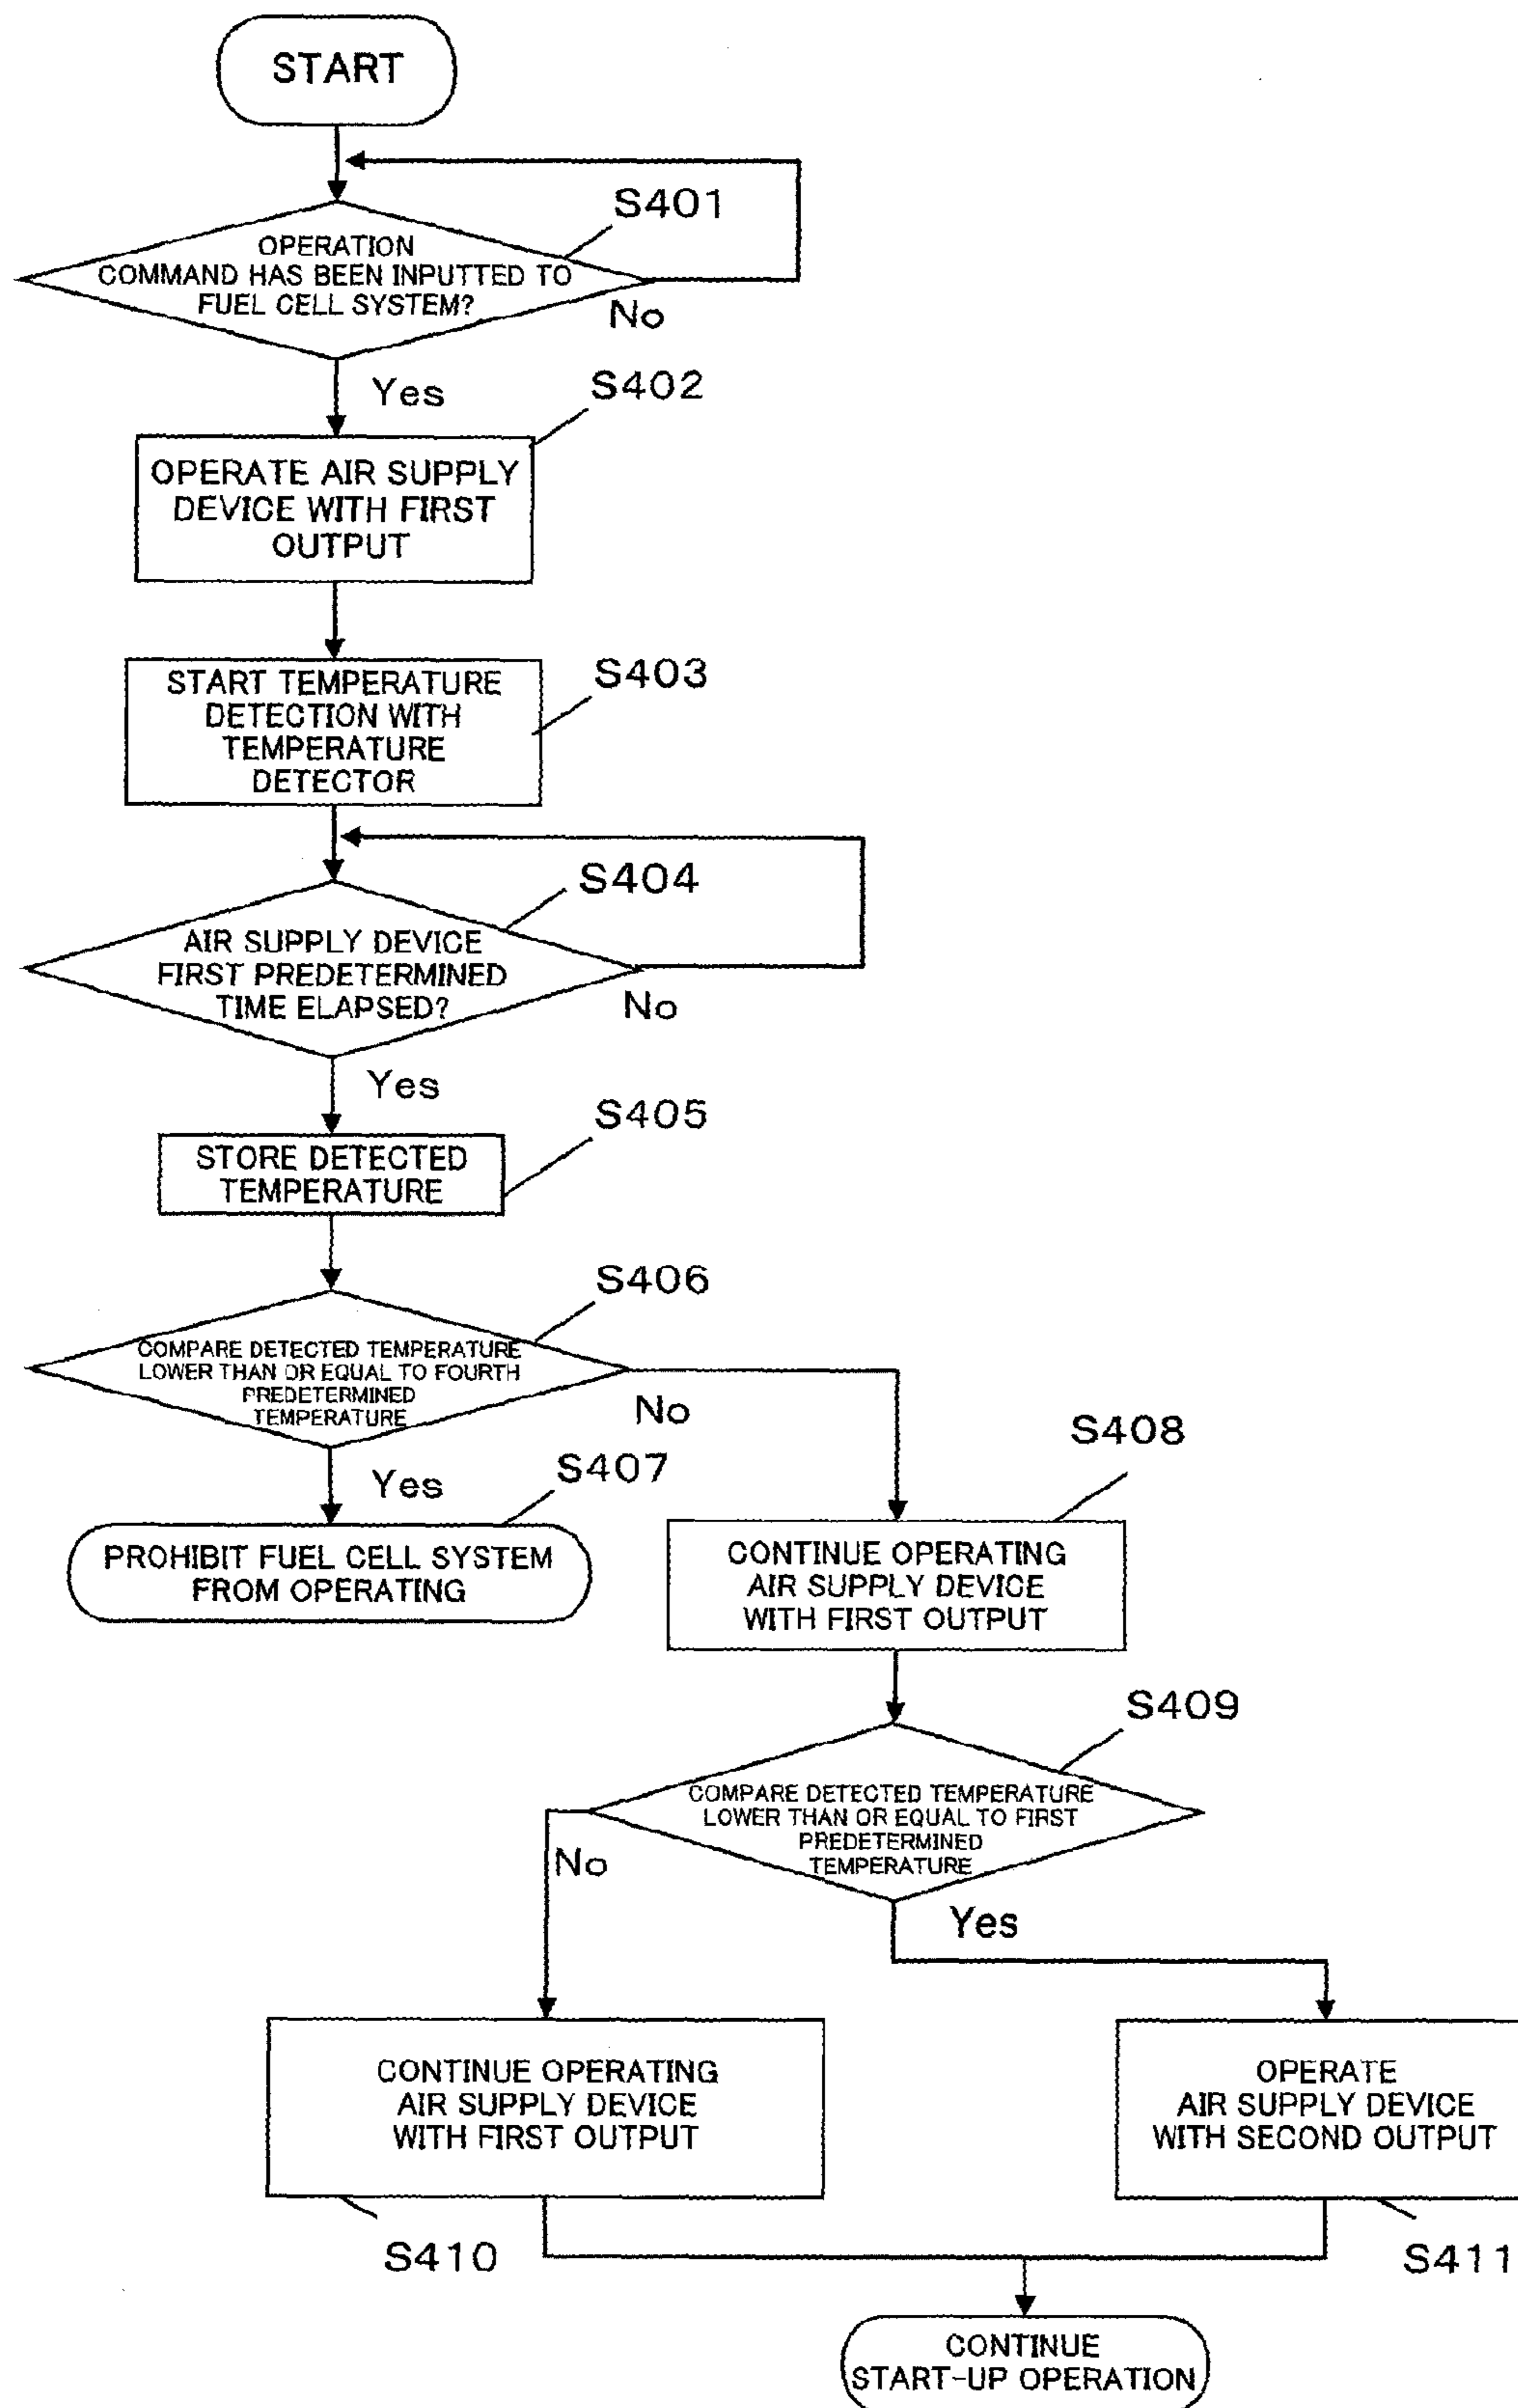 START
S401
OPERATION
COMMAND HAS BEEN INPUTTED TO
FUEL CELL SYSTEM?
No
Yes
S402
OPERATE AIR SUPPLY
DEVICE WITH FIRST
OUTPUT
S403
START TEMPERATURE
DETECTION WITH
TEMPERATURE
DETECTOR
S404
AIR SUPPLY DEVICE
FIRST PREDETERMINED
TIME ELAPSED?
No
Yes
S405
STORE DETECTED
TEMPERATURE
S406
COMPARE DETECTED TEMPERATURE
LOWER THAN OR EQUAL TO FOURTH
PREDETERMINED
TEMPERATURE
No
Yes
S407
PROHIBIT FUEL CELL SYSTEM
FROM OPERATING
S408
CONTINUE OPERATING
AIR SUPPLY DEVICE
WITH FIRST OUTPUT
S409
COMPARE DETECTED TEMPERATURE
LOWER THAN OR EQUAL TO FIRST
PREDETERMINED
TEMPERATURE
No
Yes
CONTINUE OPERATING
AIR SUPPLY DEVICE
WITH FIRST OUTPUT
S410
OPERATE
AIR SUPPLY DEVICE
WITH SECOND OUTPUT
S411
CONTINUE
START-UP OPERATION